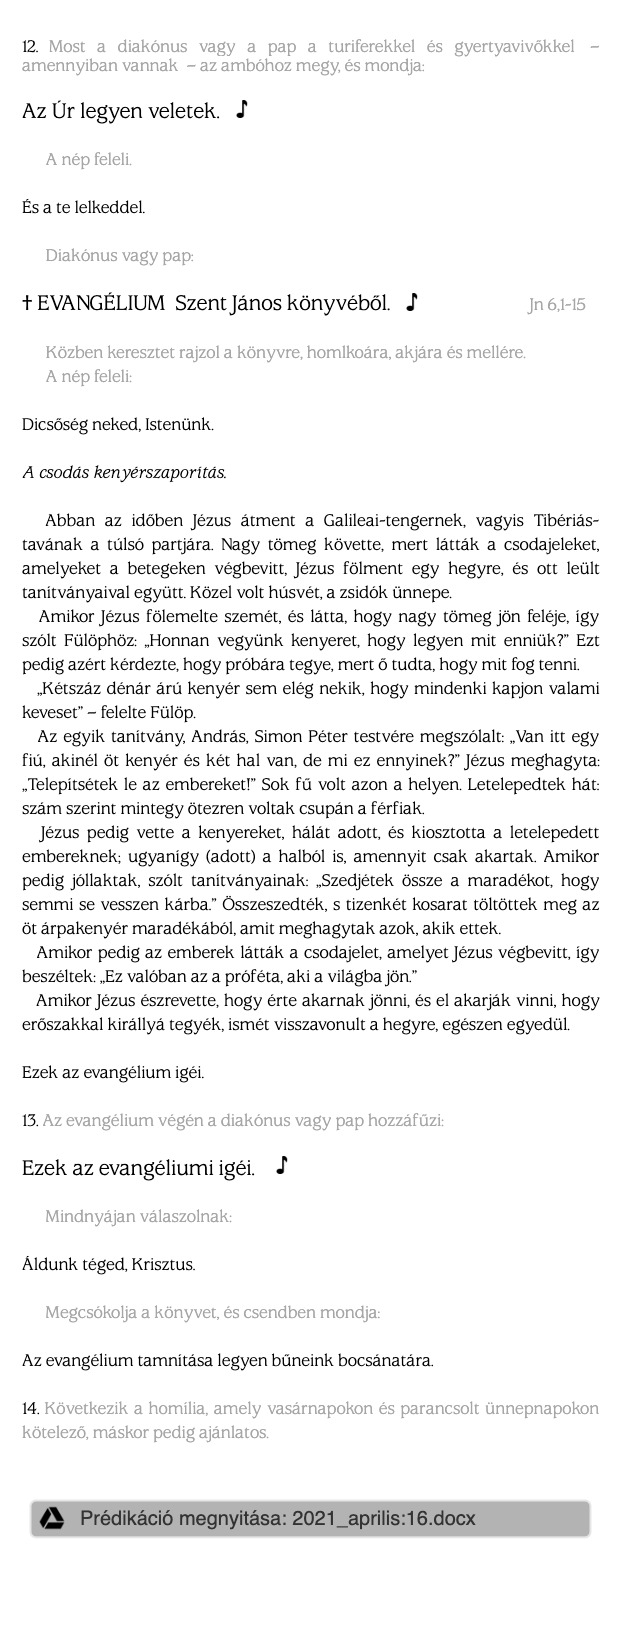 12. Most a diakónus vagy a pap a turiferekkel és gyertyavivőkkel –
amennyiban vannak – az ambóhoz megy, és mondja:
Az Úr legyen veletek.
A nép feleli.
És a te lelkeddel.
Diakónus vagy pap:
† EVANGÉLIUM Szent János könyvéből. Jn 6,1-15
Közben keresztet rajzol a könyvre, homlkoára, akjára és mellére.
A nép feleli:
Dicsőség neked, Istenünk.
A csodás kenyérszaporítás.
Abban az időben Jézus átment a Galileai-tengernek, vagyis Tibériás-
tavának a túlsó partjára. Nagy tömeg követte, mert látták a csodajeleket,
amelyeket a betegeken végbevitt, Jézus fölment egy hegyre, és ott leült
tanítványaival együtt. Közel volt húsvét, a zsidók ünnepe.
Amikor Jézus fölemelte szemét, és látta, hogy nagy tömeg jön feléje, így
szólt Fülöphöz: „Honnan vegyünk kenyeret, hogy legyen mit enniük?” Ezt
pedig azért kérdezte, hogy próbára tegye, mert ő tudta, hogy mit fog tenni.
„Kétszáz dénár árú kenyér sem elég nekik, hogy mindenki kapjon valami
keveset” – felelte Fülöp.
Az egyik tanítvány, András, Simon Péter testvére megszólalt: „Van itt egy
fiú, akinél öt kenyér és két hal van, de mi ez ennyinek?” Jézus meghagyta:
„Telepítsétek le az embereket!” Sok fű volt azon a helyen. Letelepedtek hát:
szám szerint mintegy ötezren voltak csupán a férfiak.
Jézus pedig vette a kenyereket, hálát adott, és kiosztotta a letelepedett
embereknek; ugyanígy (adott) a halból is, amennyit csak akartak. Amikor
pedig jóllaktak, szólt tanítványainak: „Szedjétek össze a maradékot, hogy
semmi se vesszen kárba.” Összeszedték, s tizenkét kosarat töltöttek meg az
öt árpakenyér maradékából, amit meghagytak azok, akik ettek.
Amikor pedig az emberek látták a csodajelet, amelyet Jézus végbevitt, így
beszéltek: „Ez valóban az a próféta, aki a világba jön.”
Amikor Jézus észrevette, hogy érte akarnak jönni, és el akarják vinni, hogy
erőszakkal királlyá tegyék, ismét visszavonult a hegyre, egészen egyedül.
Ezek az evangélium igéi.
13. Az evangélium végén a diakónus vagy pap hozzáfűzi:
Ezek az evangéliumi igéi.
Mindnyájan válaszolnak:
Áldunk téged, Krisztus.
Megcsókolja a könyvet, és csendben mondja:
Az evangélium tamnítása legyen bűneink bocsánatára.
14. Következik a homília, amely vasárnapokon és parancsolt ünnepnapokon
kötelező, máskor pedig ajánlatos.
Prédikáció megnyitása: 2021_aprilis:16.docx